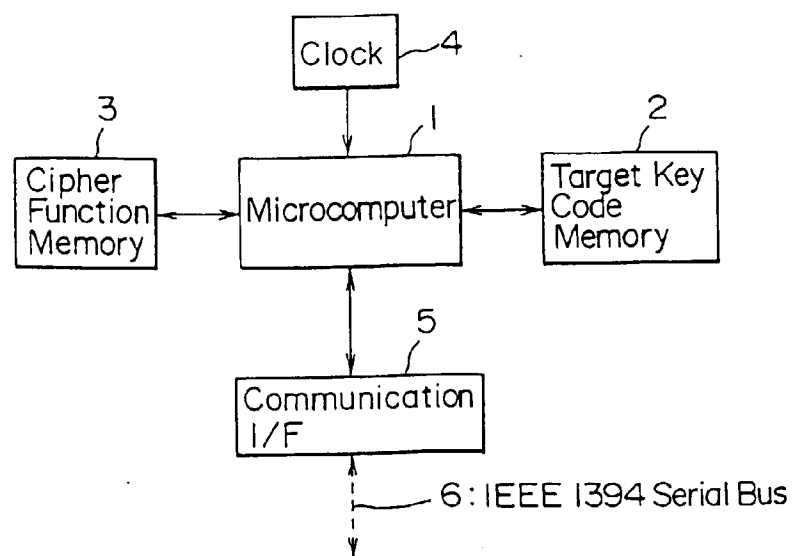 Clock
4
3
1
2
Cipher
Function
Memory
Microcomputer
Target Key
Code
Memory
5
Communication
I/F
6: IEEE 1394 Serial Bus